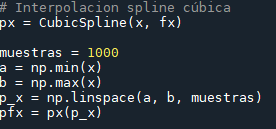 # Interpolacion spline cúbica
px = CubicSpline(x, fx)
muestras = 1000
a = np.min(x)
b = np.max(x)
p_x = np.linspace(a, b, muestras)
pfx = px(p_x)